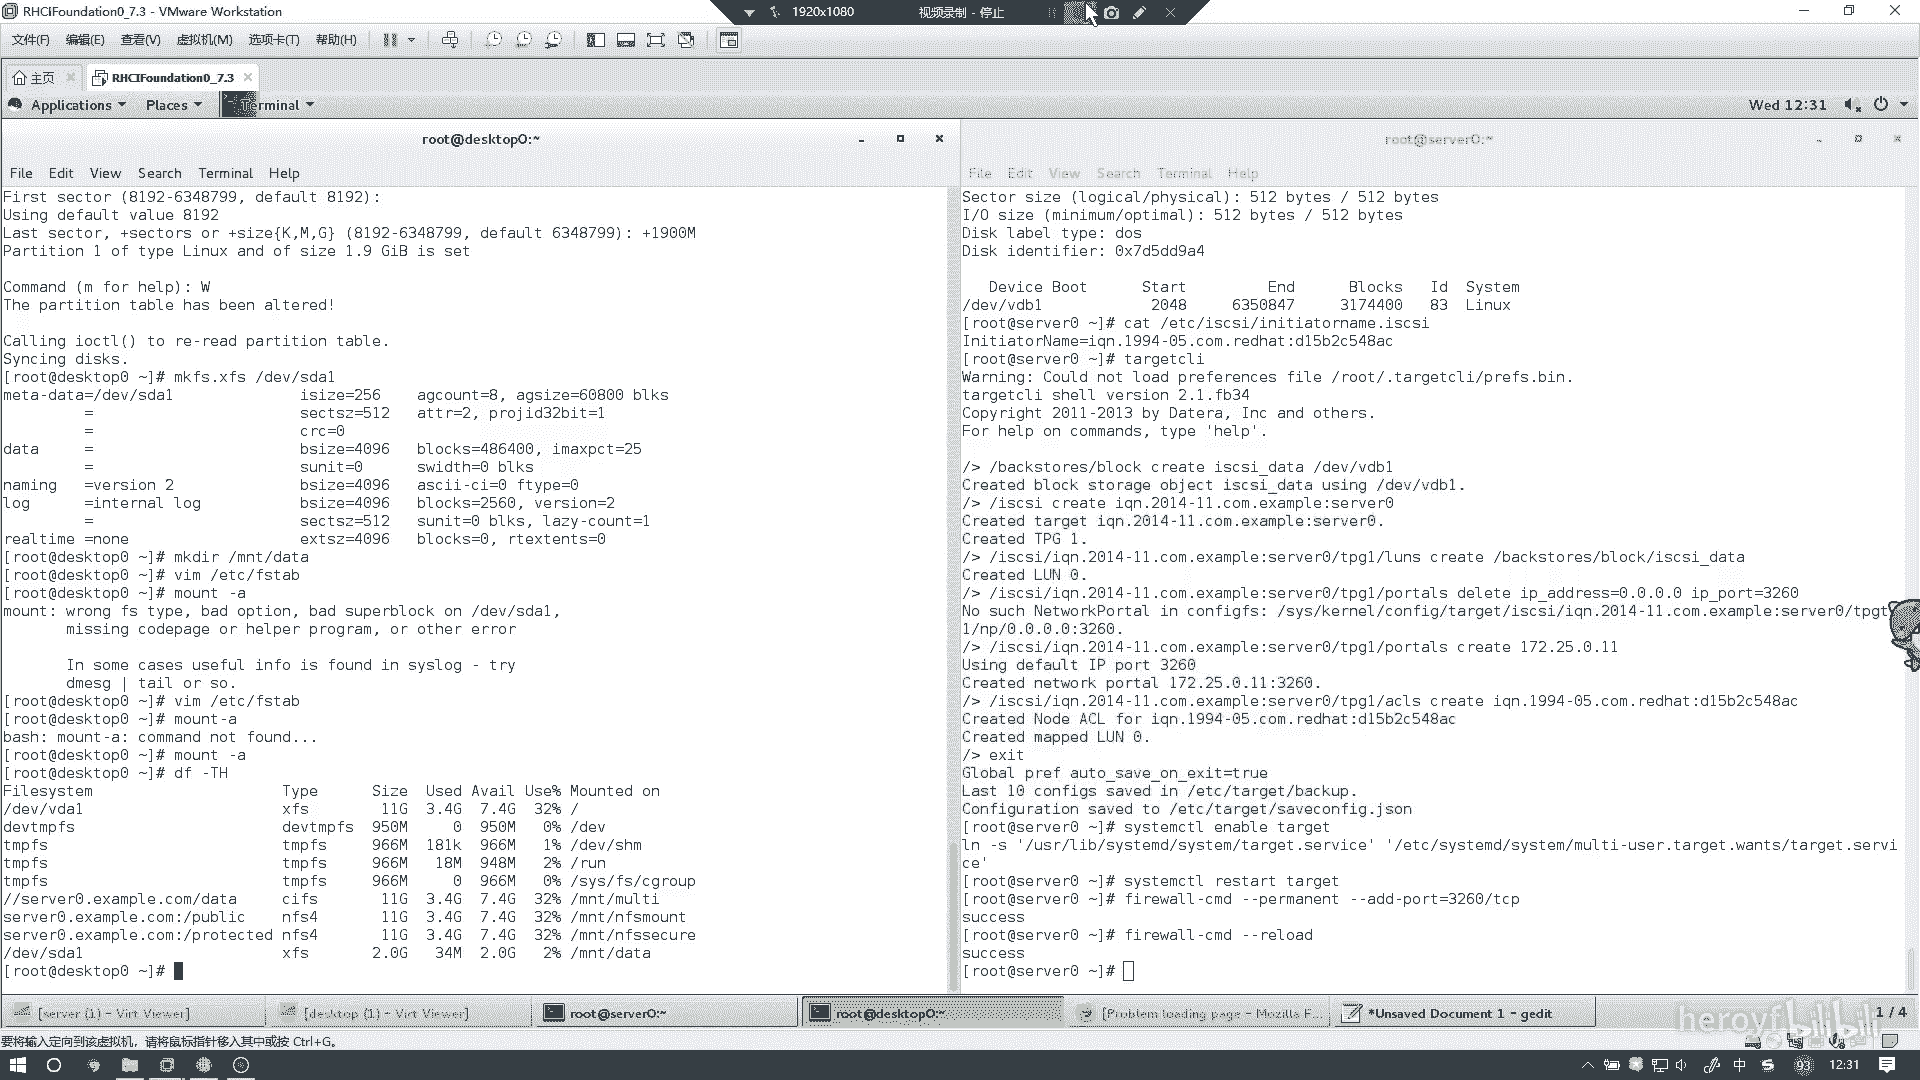 RHCIFoundation0_7.3 - VMware Workstation
1920x1080
视频录制 - 停止
文件(F) 编辑(E) 查看(V) 虚拟机(M) 选项卡(T) 帮助(H)
主页
RHCIFoundation0_7.3
Applications Places Terminal
Wed 12:31
root@desktop0:~
File Edit View Search Terminal Help
First sector (8192-6348799, default 8192):
Using default value 8192
Last sector, +sectors or +size{K,M,G} (8192-6348799, default 6348799): +1900M
Partition 1 of type Linux and of size 1.9 GiB is set
Command (m for help): W
The partition table has been altered!
Calling ioctl() to re-read partition table.
Syncing disks.
[root@desktop0 ~]# mkfs.xfs /dev/sda1
meta-data=/dev/sda1 isize=256 agcount=8, agsize=60800 blks
= sectsz=512 attr=2, projid32bit=1
= crc=0
data = bsize=4096 blocks=486400, imaxpct=25
= sunit=0 swidth=0 blks
naming =version 2 bsize=4096 ascii-ci=0 ftype=0
log =internal log bsize=4096 blocks=2560, version=2
= sectsz=512 sunit=0 blks, lazy-count=1
realtime =none extsz=4096 blocks=0, rtextents=0
[root@desktop0 ~]# mkdir /mnt/data
[root@desktop0 ~]# vim /etc/fstab
[root@desktop0 ~]# mount -a
mount: wrong fs type, bad option, bad superblock on /dev/sda1,
missing codepage or helper program, or other error
In some cases useful info is found in syslog - try
dmesg | tail or so.
[root@desktop0 ~]# vim /etc/fstab
[root@desktop0 ~]# mount-a
bash: mount-a: command not found...
[root@desktop0 ~]# mount -a
[root@desktop0 ~]# df -TH
Filesystem Type Size Used Avail Use% Mounted on
/dev/vda1 xfs 11G 3.4G 7.4G 32% /
devtmpfs devtmpfs 950M 0 950M 0% /dev
tmpfs tmpfs 966M 181k 966M 1% /dev/shm
tmpfs tmpfs 966M 18M 948M 2% /run
tmpfs tmpfs 966M 0 966M 0% /sys/fs/cgroup
//server0.example.com/data cifs 11G 3.4G 7.4G 32% /mnt/multi
server0.example.com:/public nfs4 11G 3.4G 7.4G 32% /mnt/nfsmount
server0.example.com:/protected nfs4 11G 3.4G 7.4G 32% /mnt/nfssecure
/dev/sda1 xfs 2.0G 34M 2.0G 2% /mnt/data
[root@desktop0 ~]#
root@server0:~
File Edit View Search Terminal Help
Sector size (logical/physical): 512 bytes / 512 bytes
I/O size (minimum/optimal): 512 bytes / 512 bytes
Disk label type: dos
Disk identifier: 0x7d5dd9a4
Device Boot Start End Blocks Id System
/dev/vdb1 2048 6350847 3174400 83 Linux
[root@server0 ~]# cat /etc/iscsi/initiatorname.iscsi
InitiatorName=iqn.1994-05.com.redhat:d15b2c548ac
[root@server0 ~]# targetcli
Warning: Could not load preferences file /root/.targetcli/prefs.bin.
targetcli shell version 2.1.fb34
Copyright 2011-2013 by Datera, Inc and others.
For help on commands, type 'help'.
/> /backstores/block create iscsi_data /dev/vdb1
Created block storage object iscsi_data using /dev/vdb1.
/> /iscsi create iqn.2014-11.com.example:server0
Created target iqn.2014-11.com.example:server0.
Created TPG 1.
/> /iscsi/iqn.2014-11.com.example:server0/tpg1/luns create /backstores/block/iscsi_data
Created LUN 0.
/> /iscsi/iqn.2014-11.com.example:server0/tpg1/portals delete ip_address=0.0.0.0 ip_port=3260
No such NetworkPortal in configfs: /sys/kernel/config/target/iscsi/iqn.2014-11.com.example:server0/tpgt_
1/np/0.0.0.0:3260.
/> /iscsi/iqn.2014-11.com.example:server0/tpg1/portals create 172.25.0.11
Using default IP port 3260
Created network portal 172.25.0.11:3260.
/> /iscsi/iqn.2014-11.com.example:server0/tpg1/acls create iqn.1994-05.com.redhat:d15b2c548ac
Created Node ACL for iqn.1994-05.com.redhat:d15b2c548ac
Created mapped LUN 0.
/> exit
Global pref auto_save_on_exit=true
Last 10 configs saved in /etc/target/backup.
Configuration saved to /etc/target/saveconfig.json
[root@server0 ~]# systemctl enable target
ln -s '/usr/lib/systemd/system/target.service' '/etc/systemd/system/multi-user.target.wants/target.servi
ce'
[root@server0 ~]# systemctl restart target
[root@server0 ~]# firewall-cmd --permanent --add-port=3260/tcp
success
[root@server0 ~]# firewall-cmd --reload
success
[root@server0 ~]#
[server (1) - Virt Viewer] [desktop (1) - Virt Viewer] root@server0:~ root@desktop0:~ [Problem loading page - Mozilla F... *Unsaved Document 1 - gedit 1 / 4
bilibili
要将输入定向到该虚拟机，请将鼠标指针移入其中或按 Ctrl+G。
中 93 12:31